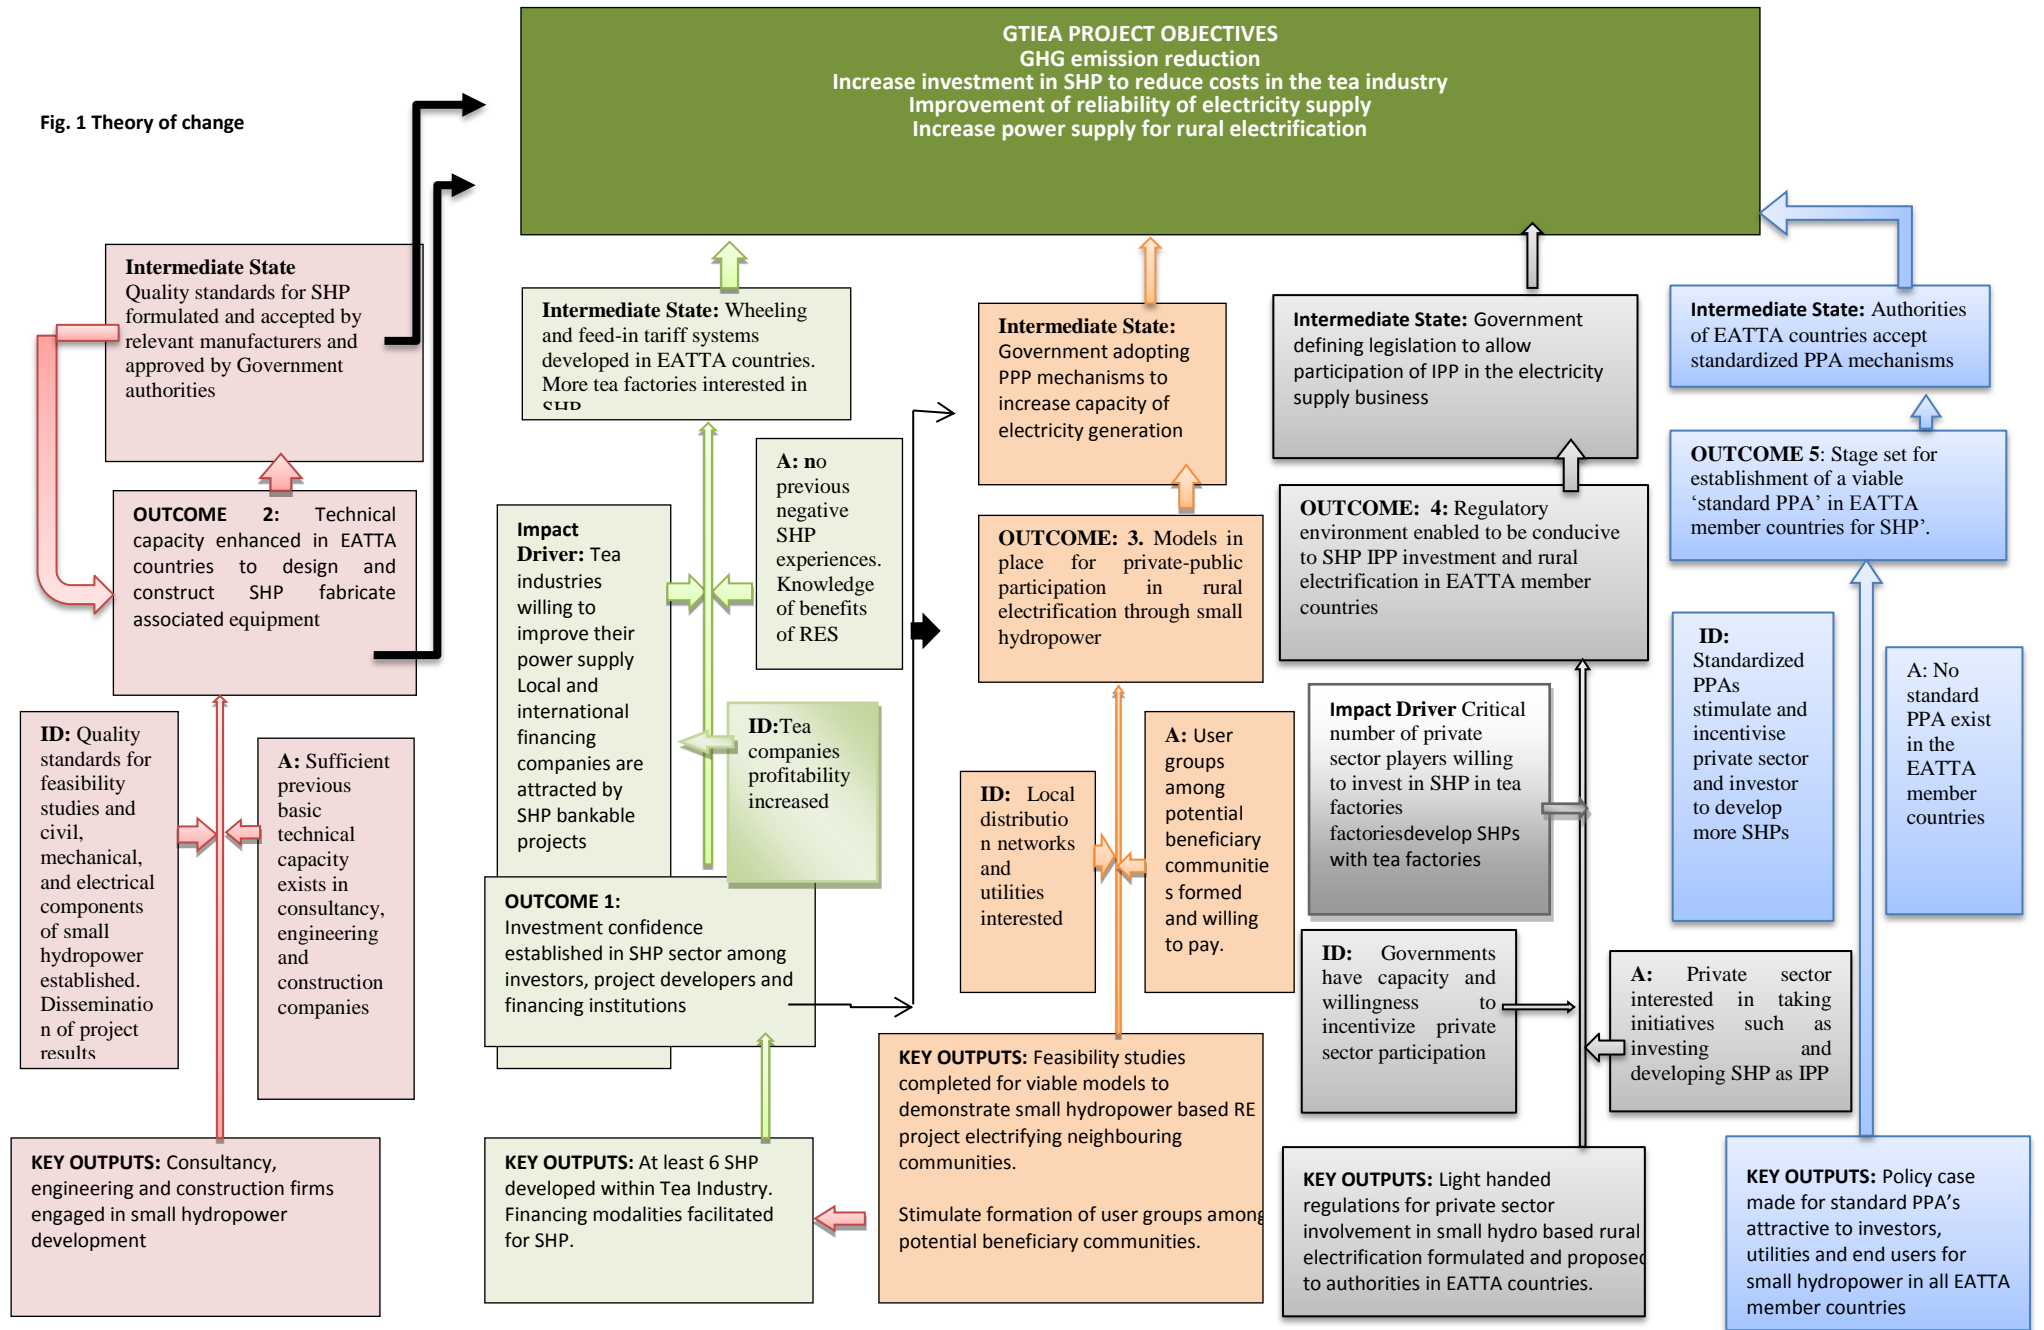 GTIEA PROJECT OBJECTIVES
GHG emission reduction
Increase investment in SHP to reduce costs in the tea industry
Improvement of reliability of electricity supply
Increase power supply for rural electrification
Fig. 1 Theory of change
Intermediate State
Quality standards for SHP
formulated and accepted by
relevant manufacturers and
approved by Government
authorities
OUTCOME 2: Technical
capacity enhanced in EATTA
countries to design and
construct SHP fabricate
associated equipment
ID: Quality
standards for
feasibility
studies and
civil,
mechanical,
and electrical
components
of small
hydropower
established.
Disseminatio
n of project
results
A: Sufficient
previous
basic
technical
capacity
exists in
consultancy,
engineering
and
construction
companies
KEY OUTPUTS: Consultancy,
engineering and construction firms
engaged in small hydropower
development
Intermediate State: Wheeling
and feed-in tariff systems
developed in EATTA countries.
More tea factories interested in
SHP
Impact
Driver: Tea
industries
willing to
improve their
power supply
Local and
international
financing
companies are
attracted by
SHP bankable
projects
A: no
previous
negative
SHP
experiences.
Knowledge
of benefits
of RES
ID:Tea
companies
profitability
increased
OUTCOME 1:
Investment confidence
established in SHP sector among
investors, project developers and
financing institutions
KEY OUTPUTS: At least 6 SHP
developed within Tea Industry.
Financing modalities facilitated
for SHP.
Intermediate State:
Government adopting
PPP mechanisms to
increase capacity of
electricity generation
OUTCOME: 3. Models in
place for private-public
participation in rural
electrification through small
hydropower
ID: Local
distributio
n networks
and
utilities
interested
A: User
groups
among
potential
beneficiary
communitie
s formed
and willing
to pay.
KEY OUTPUTS: Feasibility studies
completed for viable models to
demonstrate small hydropower based RE
project electrifying neighbouring
communities.
Stimulate formation of user groups among
potential beneficiary communities.
Intermediate State: Government
defining legislation to allow
participation of IPP in the electricity
supply business
OUTCOME: 4: Regulatory
environment enabled to be conducive
to SHP IPP investment and rural
electrification in EATTA member
countries
Impact Driver Critical
number of private
sector players willing
to invest in SHP in tea
factories
factoriesdevelop SHPs
with tea factories
ID: Governments
have capacity and
willingness to
incentivize private
sector participation
A: Private sector
interested in taking
initiatives such as
investing and
developing SHP as IPP
KEY OUTPUTS: Light handed
regulations for private sector
involvement in small hydro based rural
electrification formulated and proposed
to authorities in EATTA countries.
Intermediate State: Authorities
of EATTA countries accept
standardized PPA mechanisms
OUTCOME 5: Stage set for
establishment of a viable
‘standard PPA’ in EATTA
member countries for SHP’.
ID:
Standardized
PPAs
stimulate and
incentivise
private sector
and investor
to develop
more SHPs
A: No
standard
PPA exist
in the
EATTA
member
countries
KEY OUTPUTS: Policy case
made for standard PPA’s
attractive to investors,
utilities and end users for
small hydropower in all EATTA
member countries